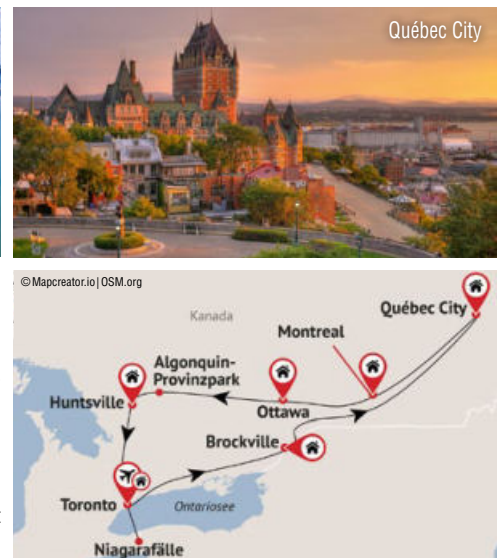 Québec City
©Mapcreator.io | OSM.org
Kanada
Québec City
Montreal
Algonquin-
Provinzpark
Huntsville
Ottawa
Brockville
Toronto
Ontariosee
Niagarafälle